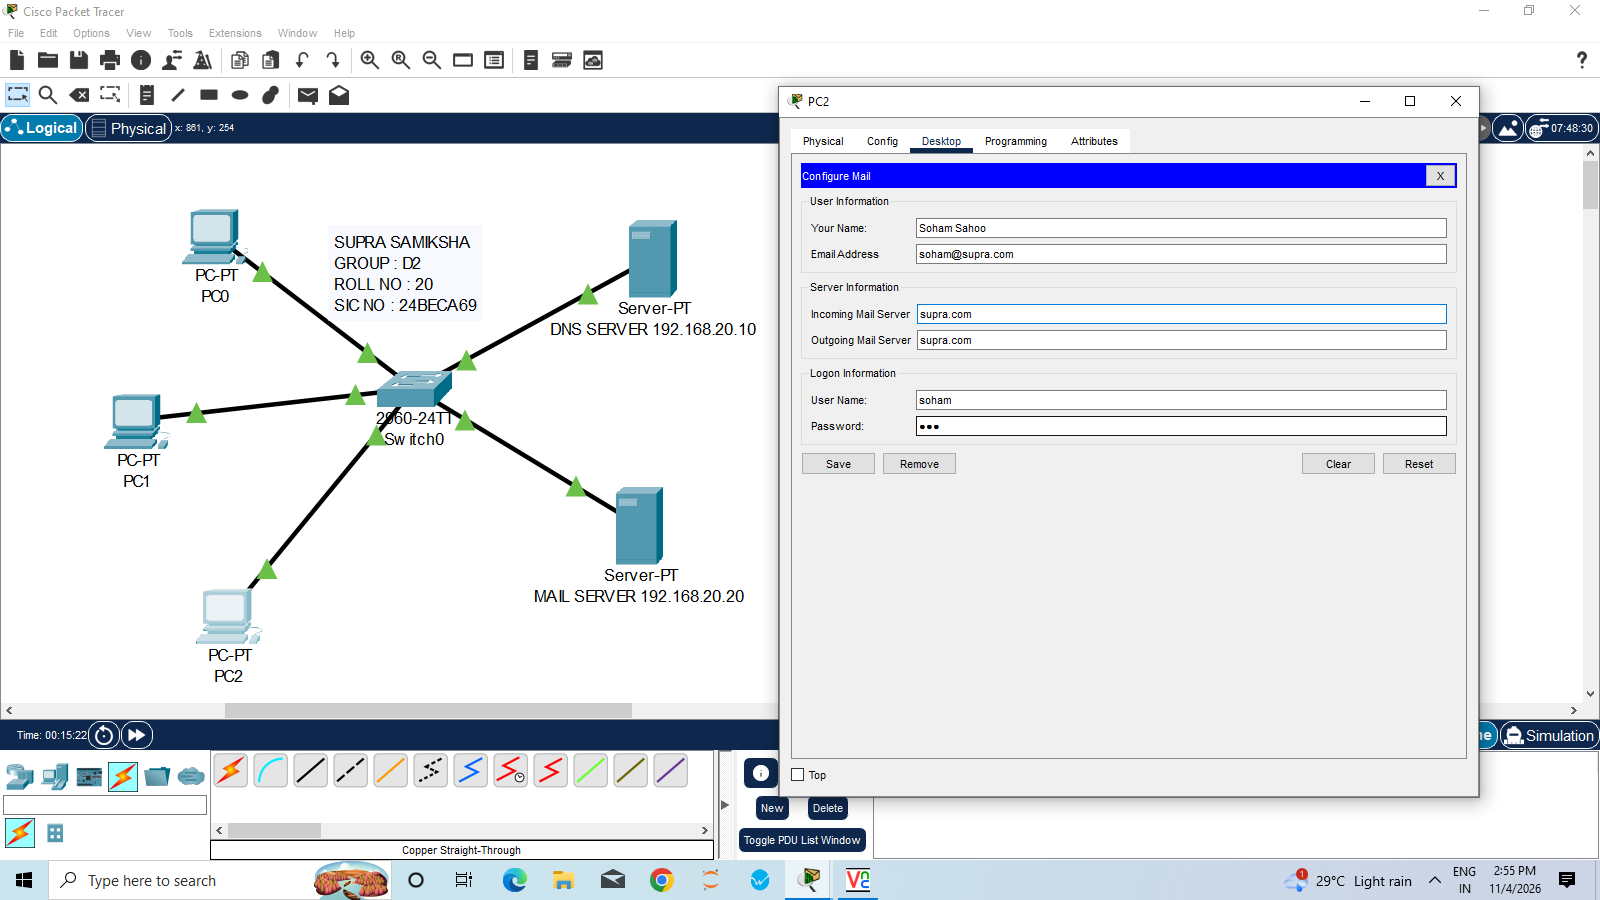 Cisco Packet Tracer
File Edit Options View Tools Extensions Window Help
?
Logical Physical x: 861, y: 254
07:48:30
SUPRA SAMIKSHA
GROUP : D2
ROLL NO : 20
SIC NO : 24BECA69
PC-PT
PC0
Server-PT
DNS SERVER 192.168.20.10
2960-24TT
Switch0
PC-PT
PC1
Server-PT
MAIL SERVER 192.168.20.20
PC-PT
PC2
PC2
Physical Config Desktop Programming Attributes
Configure Mail X
User Information
Your Name: Soham Sahoo
Email Address soham@supra.com
Server Information
Incoming Mail Server supra.com
Outgoing Mail Server supra.com
Logon Information
User Name: soham
Password: ●●●
Save Remove Clear Reset
Top
Time: 00:15:22
Simulation
New Delete
Toggle PDU List Window
Copper Straight-Through
Type here to search
1
29°C Light rain
ENG
IN
2:55 PM
11/4/2026